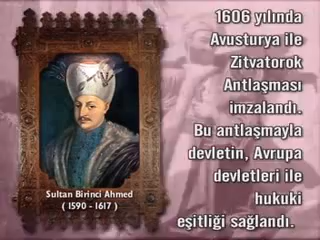 1606 yılında
Avusturya ile
Zitvatorok
Antlaşması
imzalandı.
Bu antlaşmayla
devletin, Avrupa
devletleri ile
hukuki
eşitliği sağlandı.
Sultan Birinci Ahmed
( 1590 - 1617 )